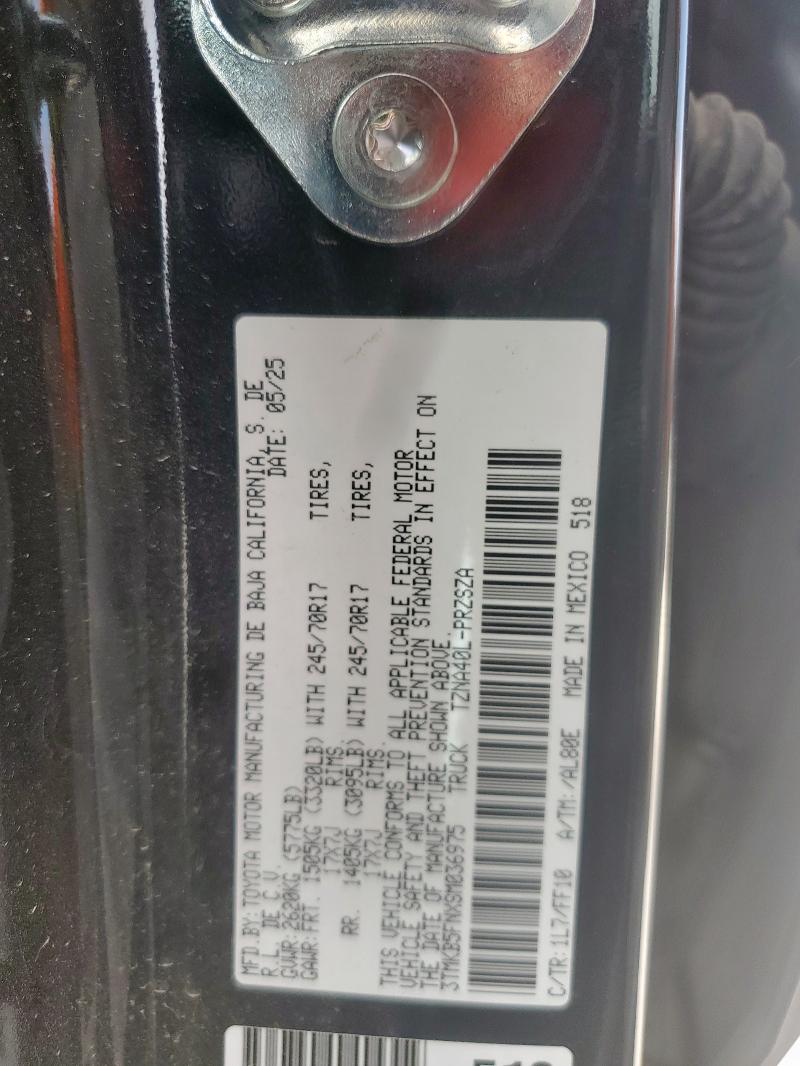 MFD.BY:TOYOTA MOTOR MANUFACTURING DE BAJA CALIFORNIA, S. DE
R.L. DE C.V. DATE: 05/25
GVWR:2620KG (5775LB)
GAWR:FRT. 1505KG (3320LB) WITH 245/70R17 TIRES,
17X7J RIMS.
RR. 1405KG (3095LB) WITH 245/70R17 TIRES,
17X7J RIMS.
THIS VEHICLE CONFORMS TO ALL APPLICABLE FEDERAL MOTOR
VEHICLE SAFETY AND THEFT PREVENTION STANDARDS IN EFFECT ON
THE DATE OF MANUFACTURE SHOWN ABOVE.
3TMKB5FNXSM036975 TRUCK TZNA40L-PRZSZA
C/TR:1L7/FF10 A/TM:/AL80E MADE IN MEXICO 518